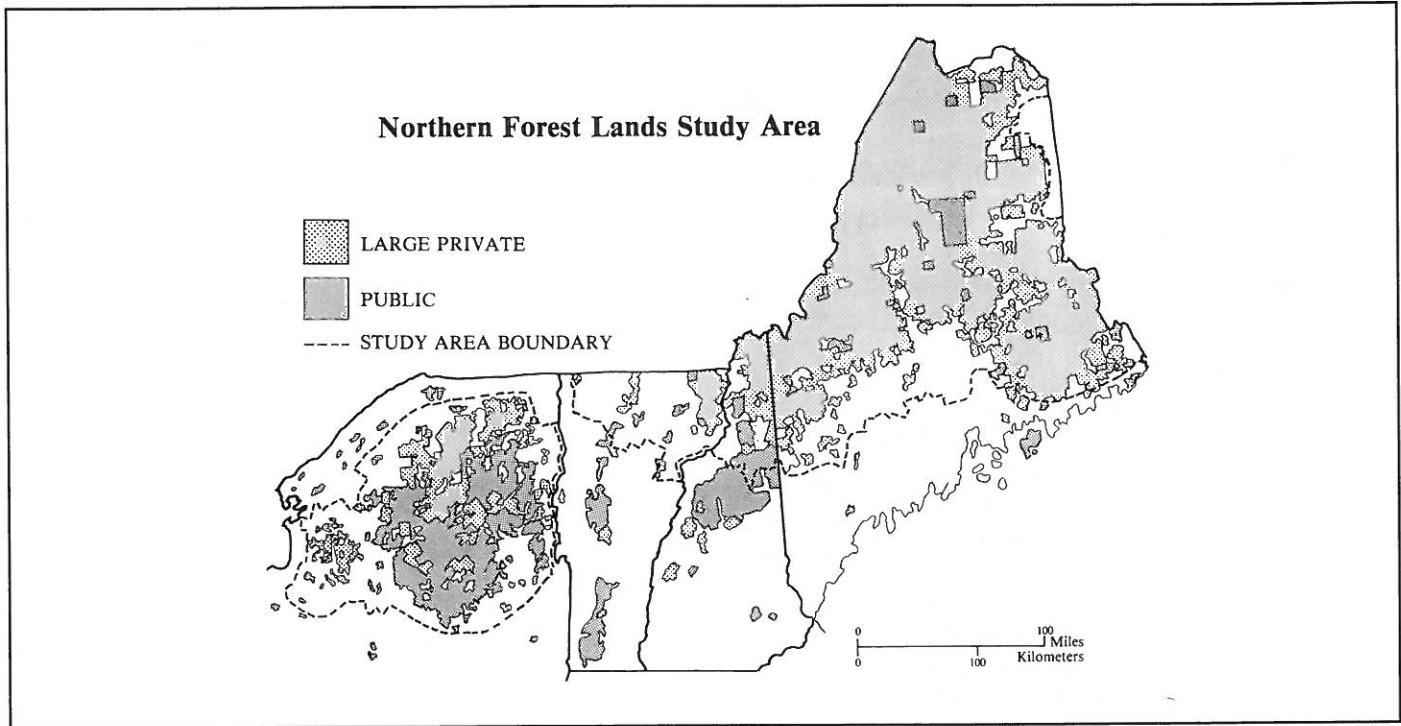 Northern Forest Lands Study Area
LARGE PRIVATE
PUBLIC
STUDY AREA BOUNDARY
0 100
Miles
Kilometers
0 100